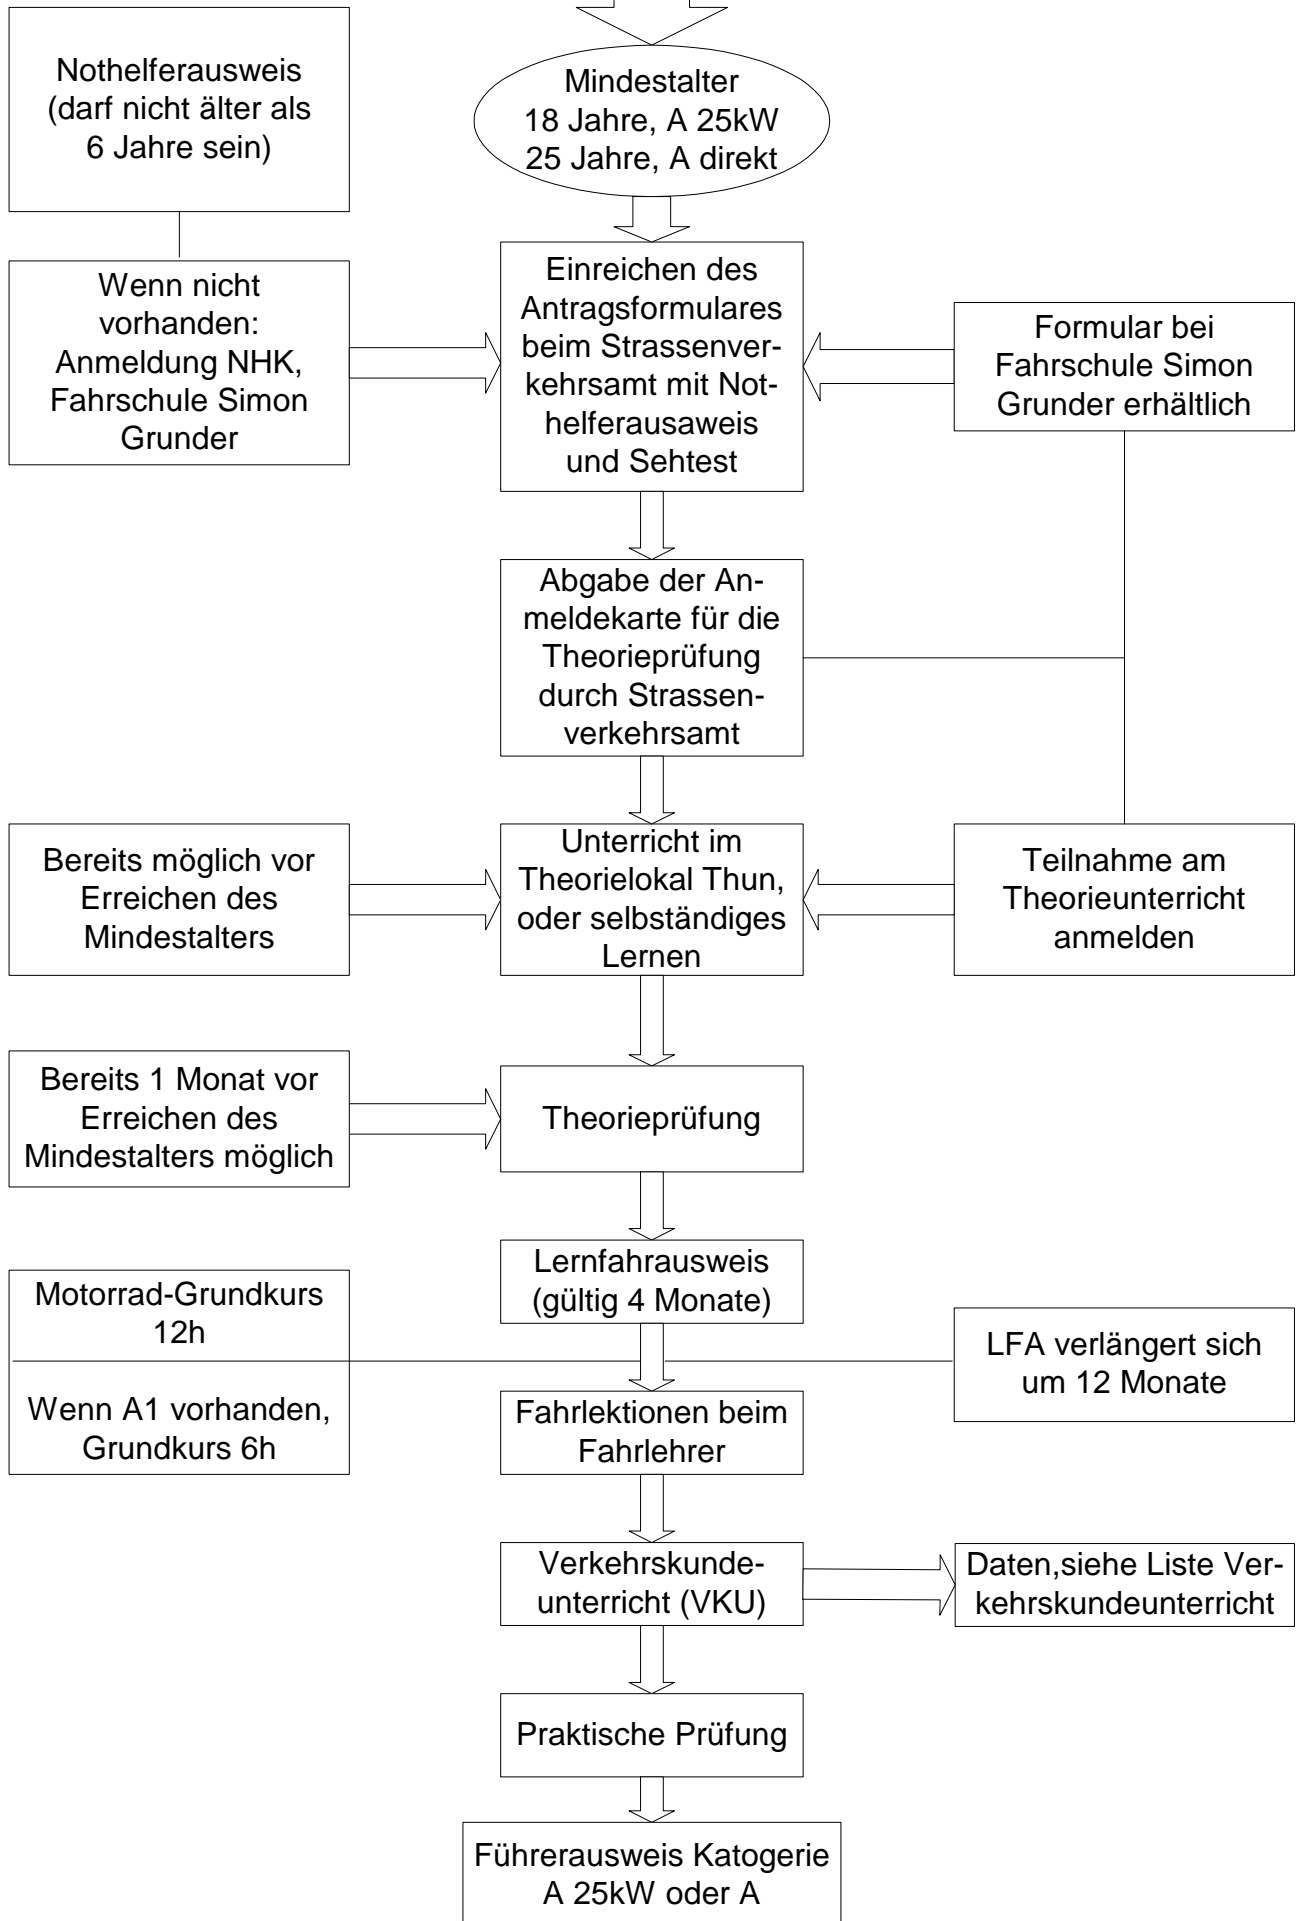 Nothelferausweis
(darf nicht älter als
6 Jahre sein)
Mindestalter
18 Jahre, A 25kW
25 Jahre, A direkt
Wenn nicht
vorhanden:
Anmeldung NHK,
Fahrschule Simon
Grunder
Einreichen des
Antragsformulares
beim Strassenver-
kehrsamt mit Not-
helferausaweis
und Sehtest
Formular bei
Fahrschule Simon
Grunder erhältlich
Abgabe der An-
meldekarte für die
Theorieprüfung
durch Strassen-
verkehrsamt
Bereits möglich vor
Erreichen des
Mindestalters
Unterricht im
Theorielokal Thun,
oder selbständiges
Lernen
Teilnahme am
Theorieunterricht
anmelden
Bereits 1 Monat vor
Erreichen des
Mindestalters möglich
Theorieprüfung
Lernfahrausweis
(gültig 4 Monate)
Motorrad-Grundkurs
12h
Wenn A1 vorhanden,
Grundkurs 6h
LFA verlängert sich
um 12 Monate
Fahrlektionen beim
Fahrlehrer
Verkehrskunde-
unterricht (VKU)
Daten,siehe Liste Ver-
kehrskundeunterricht
Praktische Prüfung
Führerausweis Katogerie
A 25kW oder A